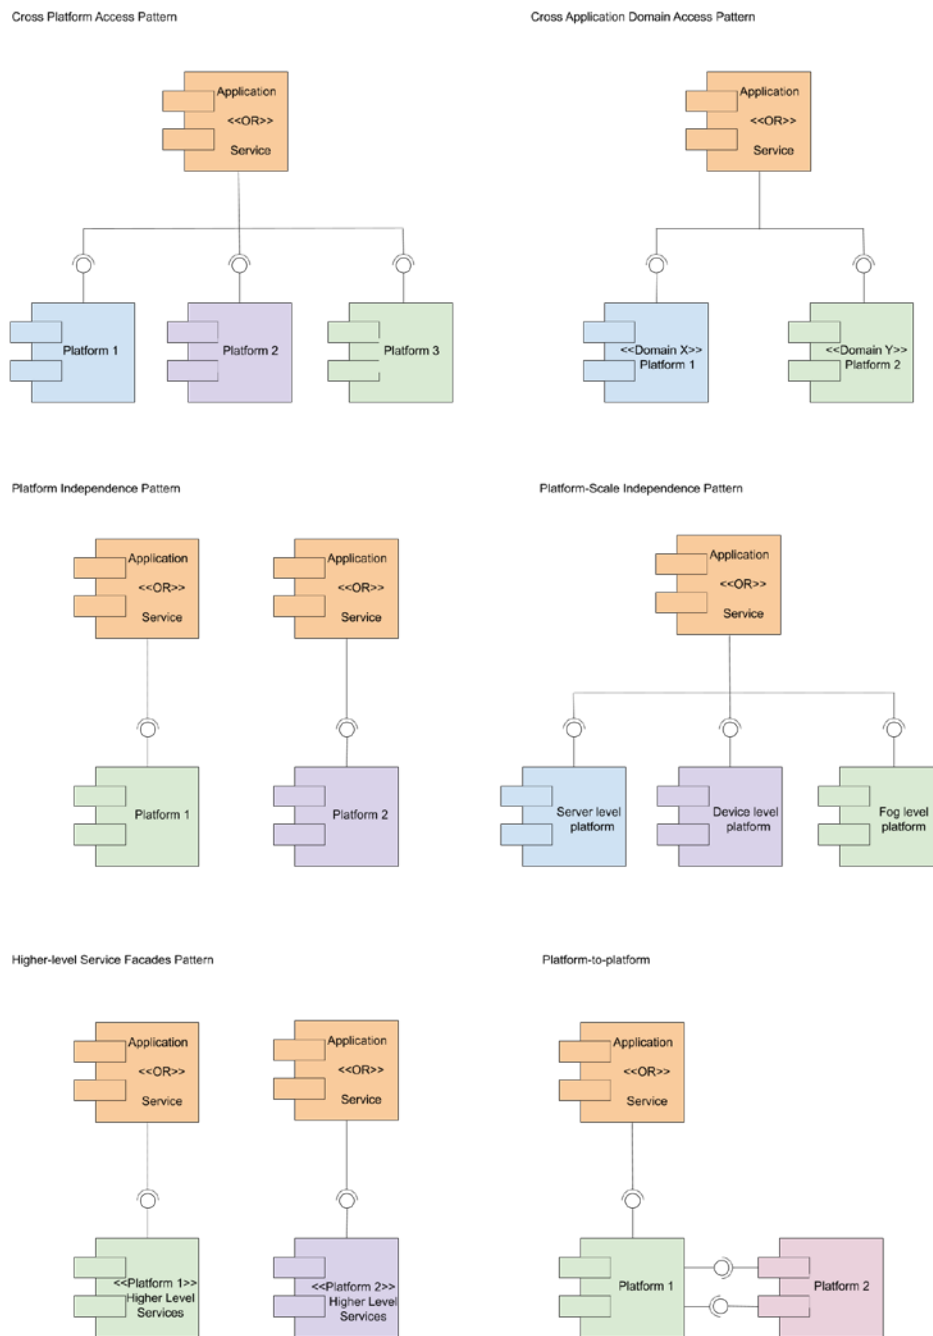 Cross Platform Access Pattern
Cross Application Domain Access Pattern
Application
<<OR>>
Service
Application
<<OR>>
Service
Platform 1
Platform 2
Platform 3
<<Domain X>>
Platform 1
<<Domain Y>>
Platform 2
Platform Independence Pattern
Platform-Scale Independence Pattern
Application
<<OR>>
Service
Application
<<OR>>
Service
Application
<<OR>>
Service
Platform 1
Platform 2
Server level
platform
Device level
platform
Fog level
platform
Higher-level Service Facades Pattern
Platform-to-platform
Application
<<OR>>
Service
Application
<<OR>>
Service
Application
<<OR>>
Service
<<Platform 1>>
Higher Level
Services
<<Platform 2>>
Higher Level
Services
Platform 1
Platform 2